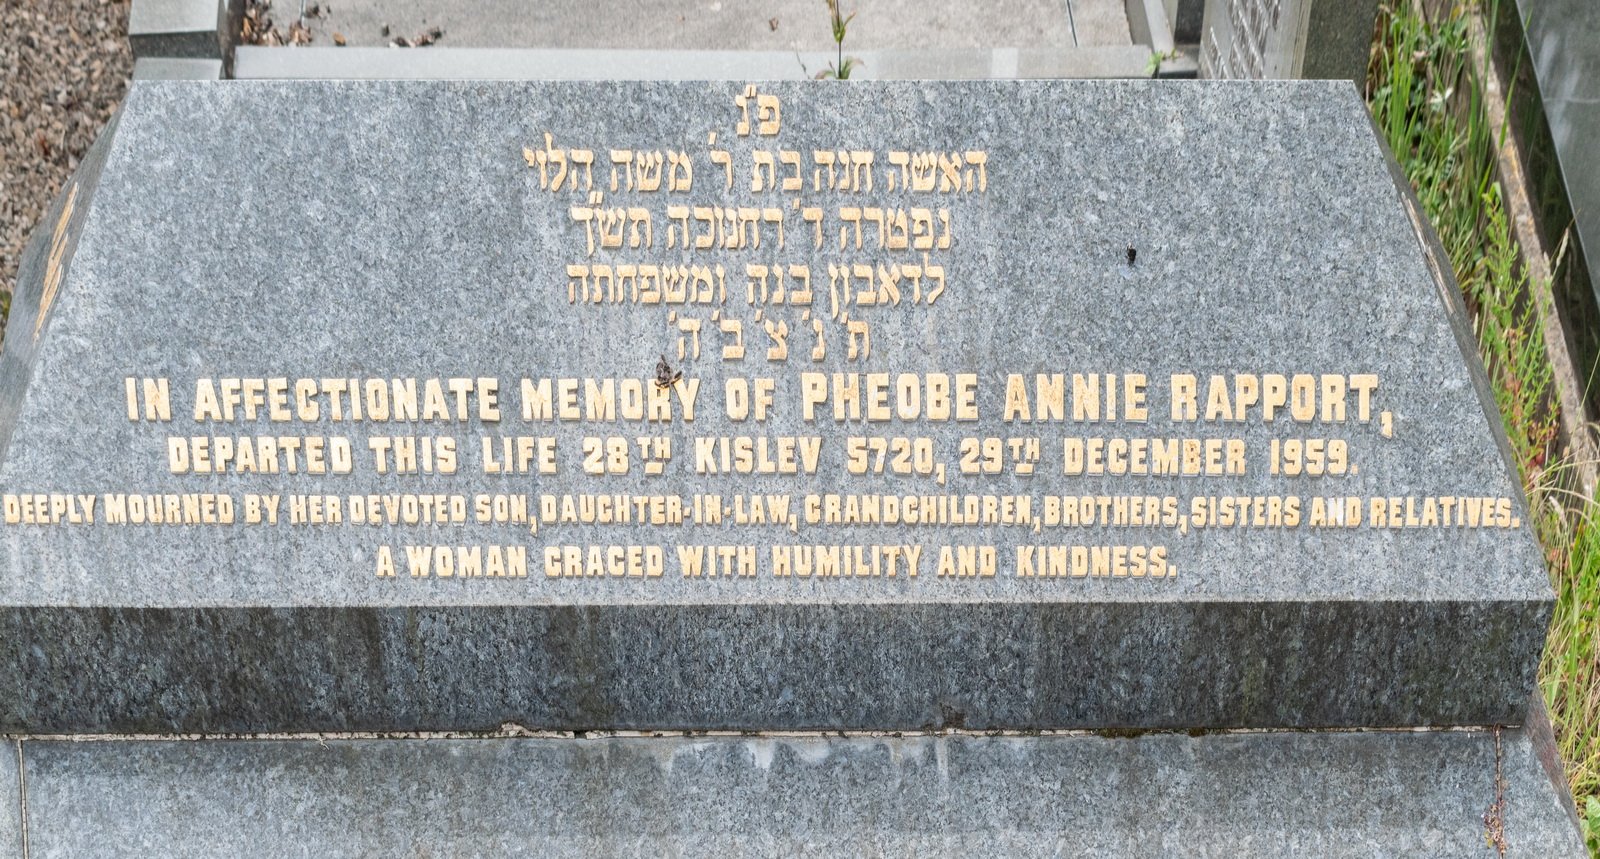 פ"נ
האשה חנה בת ר' משה הלוי
נפטרה ד' דחנוכה תש"ך
לדאבון בנה ומשפחתה
ת' נ' צ' ב' ה'
IN AFFECTIONATE MEMORY OF PHEOBE ANNIE RAPPORT,
DEPARTED THIS LIFE 28TH KISLEV 5720, 29TH DECEMBER 1959.
DEEPLY MOURNED BY HER DEVOTED SON, DAUGHTER-IN-LAW, GRANDCHILDREN, BROTHERS, SISTERS AND RELATIVES.
A WOMAN GRACED WITH HUMILITY AND KINDNESS.